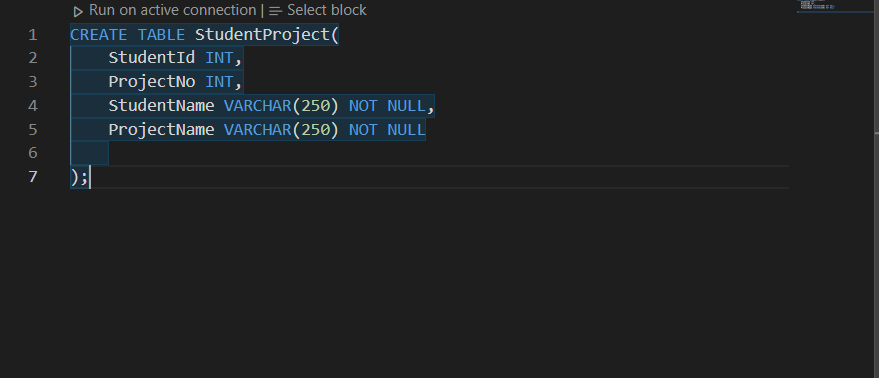 Run on active connection | Select block
1 CREATE TABLE StudentProject(
2 StudentId INT,
3 ProjectNo INT,
4 StudentName VARCHAR(250) NOT NULL,
5 ProjectName VARCHAR(250) NOT NULL
6
7 );